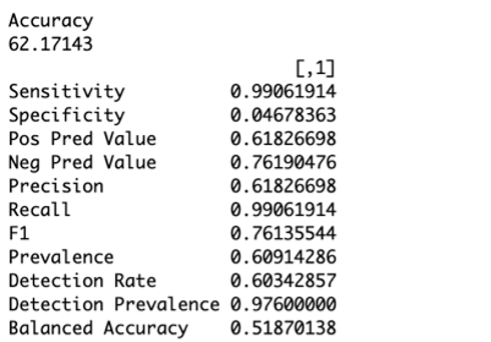 Accuracy
62.17143
[,1]
Sensitivity 0.99061914
Specificity 0.04678363
Pos Pred Value 0.61826698
Neg Pred Value 0.76190476
Precision 0.61826698
Recall 0.99061914
F1 0.76135544
Prevalence 0.60914286
Detection Rate 0.60342857
Detection Prevalence 0.97600000
Balanced Accuracy 0.51870138